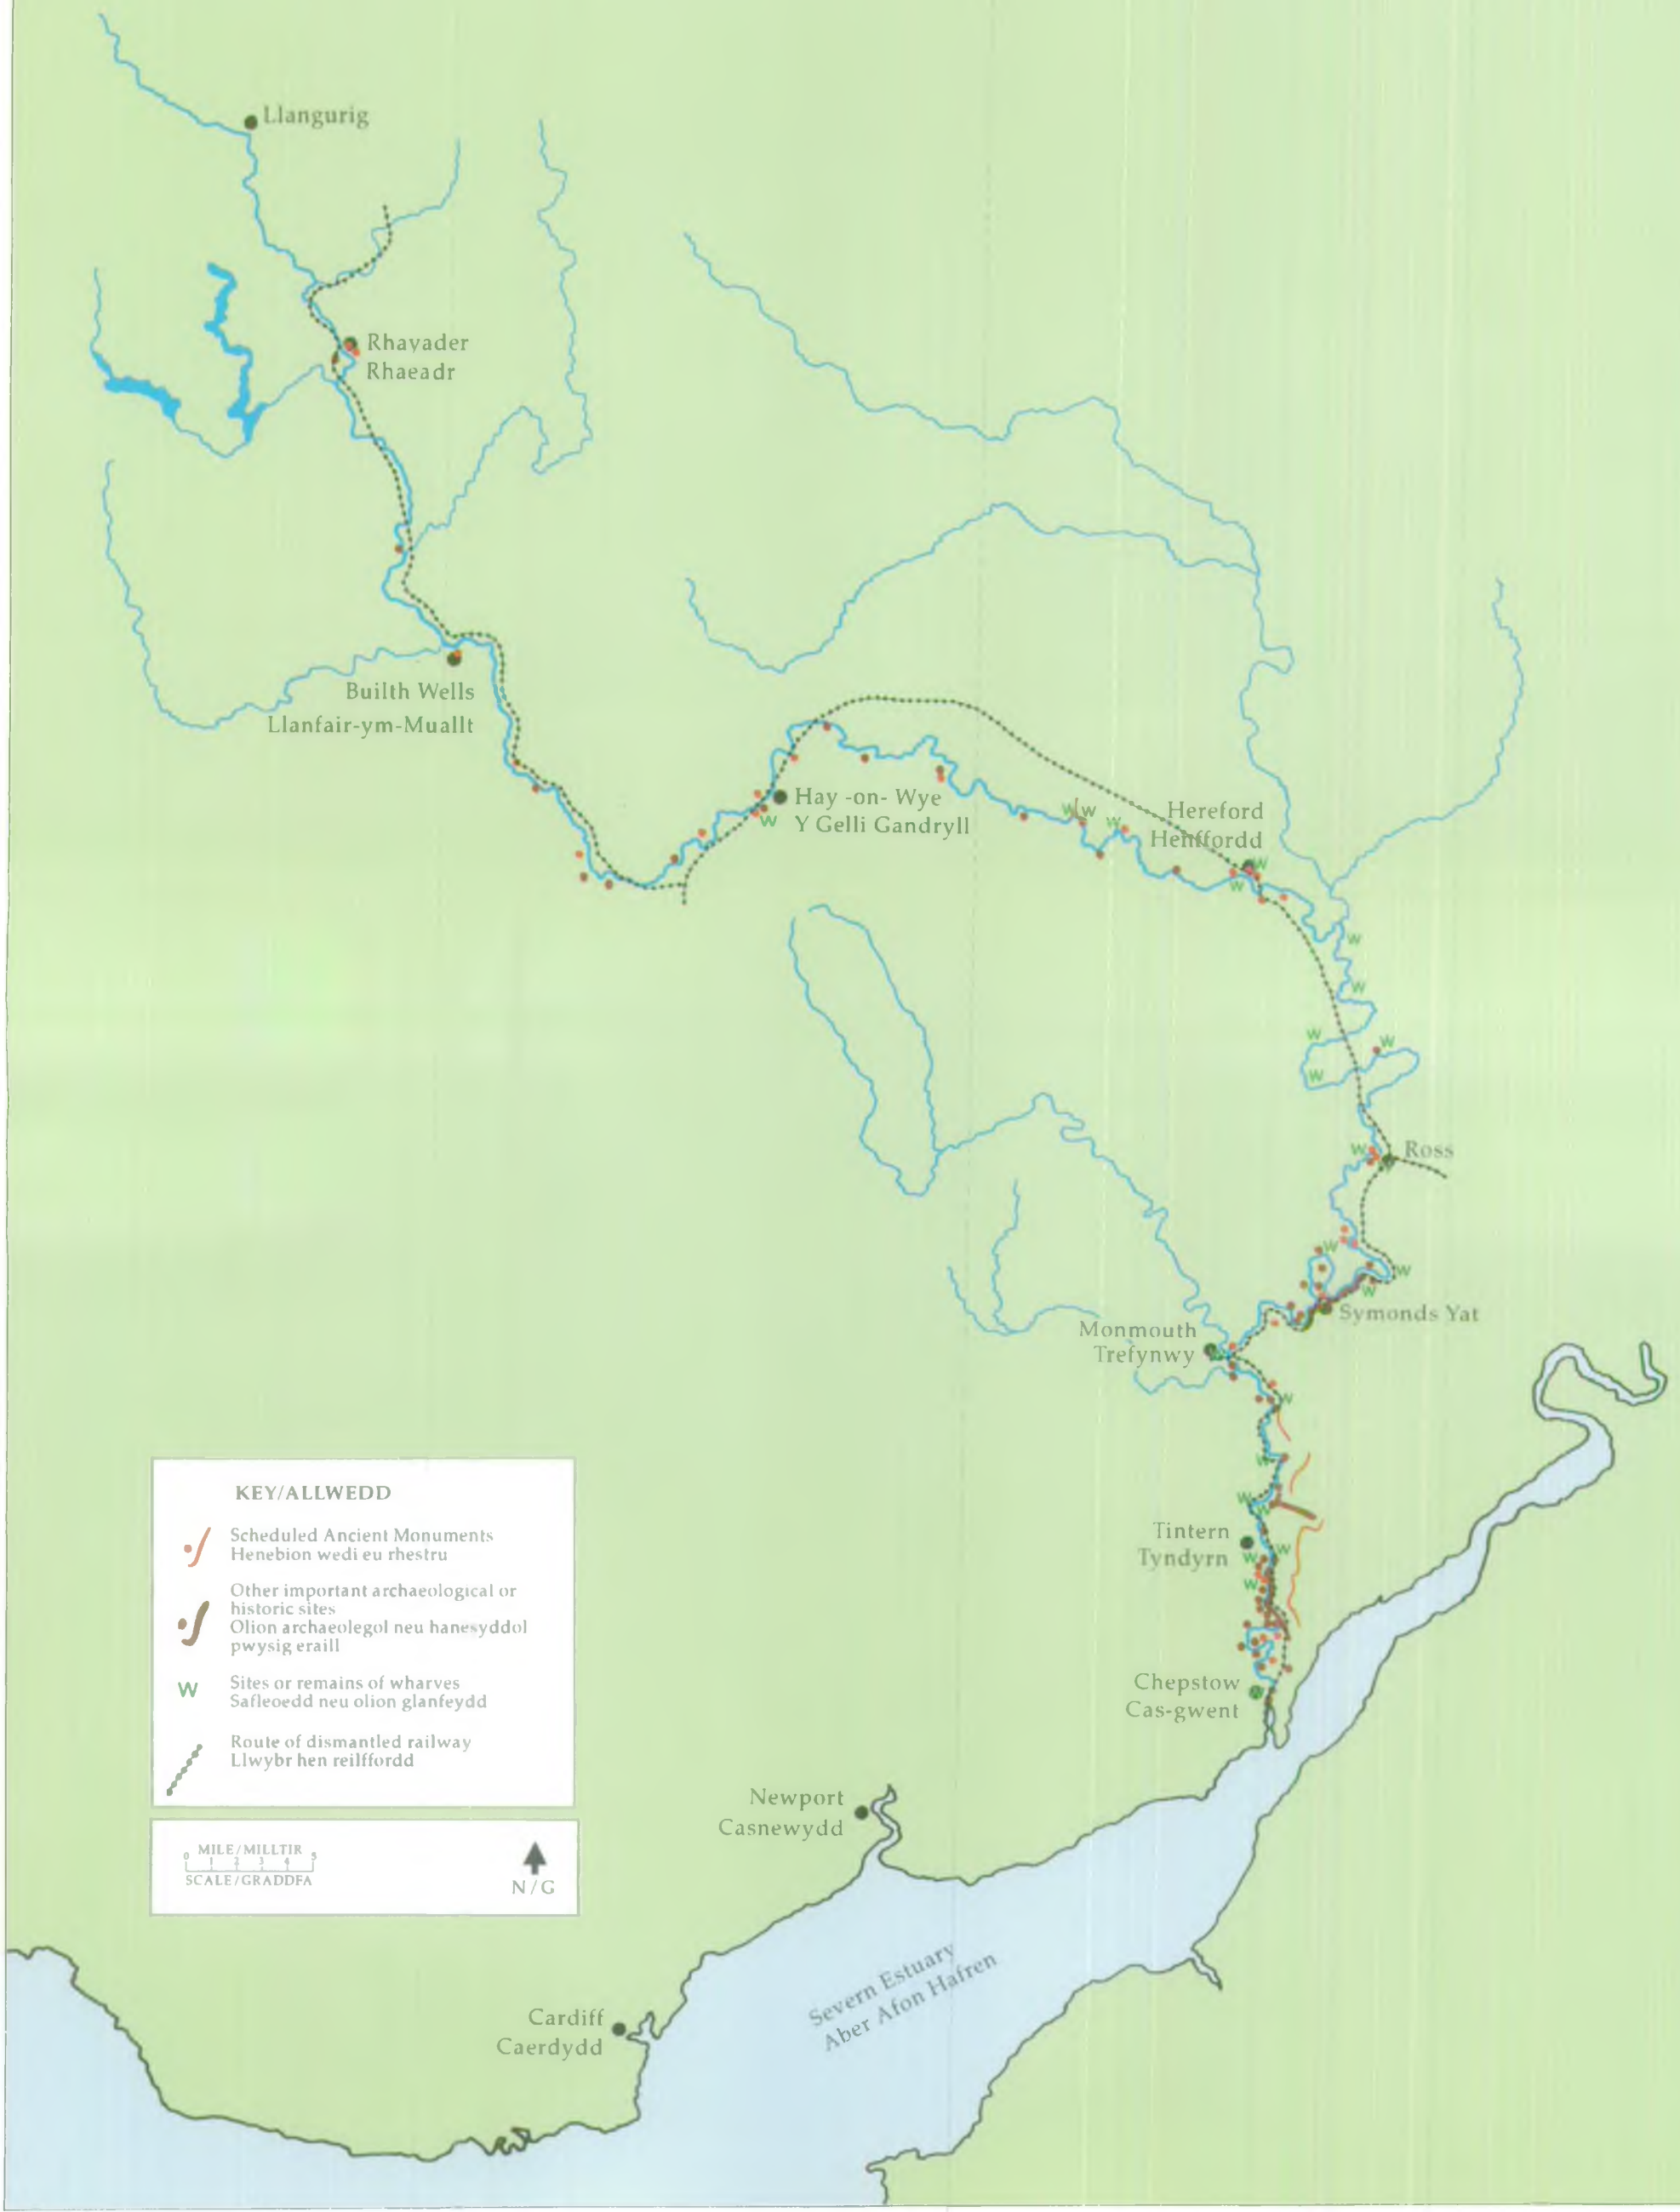 Llangurig
Rhayader
Rhaeadr
Builth Wells
Llanfair-ym-Muallt
Hay -on- Wye
Y Gelli Gandryll
W
W
W
W
Hereford
Henffordd
W
W
W
W
W
W
W
W
Ross
W
W
W
Symonds Yat
Monmouth
Trefynwy
W
W
W
W
Tintern
Tyndyrn
W
W
W
Chepstow
Cas-gwent
KEY/ALLWEDD
Scheduled Ancient Monuments
Henebion wedi eu rhestru
Other important archaeological or
historic sites
Olion archaeolegol neu hanesyddol
pwysig eraill
W
Sites or remains of wharves
Safleoedd neu olion glanfeydd
Route of dismantled railway
Llwybr hen reilffordd
MILE/MILLTIR
0 1 2 3 4 5
SCALE/GRADDFA
N/G
Newport
Casnewydd
Severn Estuary
Aber Afon Hafren
Cardiff
Caerdydd